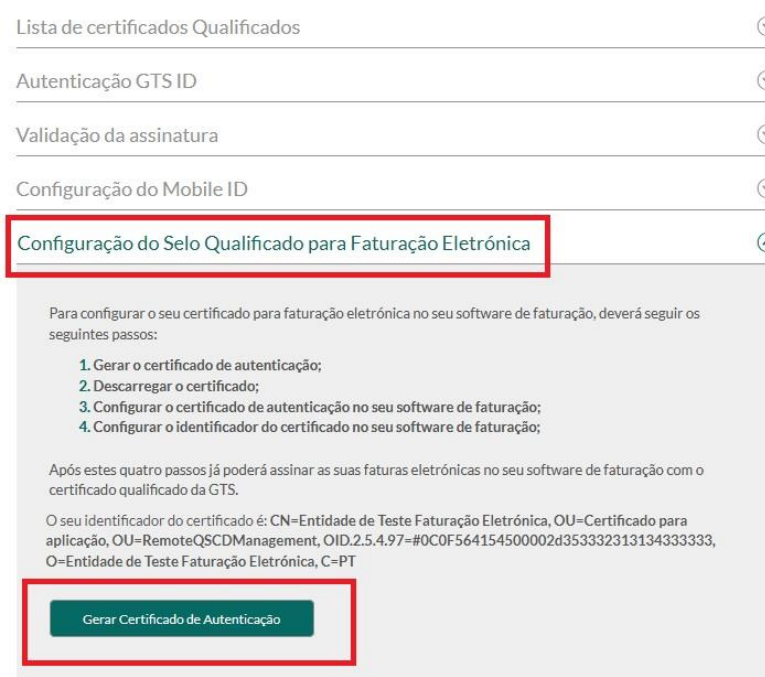 Lista de certificados Qualificados
Autenticação GTS ID
Validação da assinatura
Configuração do Mobile ID
Configuração do Selo Qualificado para Faturação Eletrónica
Para configurar o seu certificado para faturação eletrónica no seu software de faturação, deverá seguir os
seguintes passos:
1. Gerar o certificado de autenticação;
2. Descarregar o certificado;
3. Configurar o certificado de autenticação no seu software de faturação;
4. Configurar o identificador do certificado no seu software de faturação;
Após estes quatro passos já poderá assinar as suas faturas eletrónicas no seu software de faturação com o
certificado qualificado da GTS.
O seu identificador do certificado é: CN=Entidade de Teste Faturação Eletrónica, OU=Certificado para
aplicação, OU=RemoteQSCDManagement, OID.2.5.4.97=#0C0F564154500002d353332313134333333,
O=Entidade de Teste Faturação Eletrónica, C=PT
Gerar Certificado de Autenticação